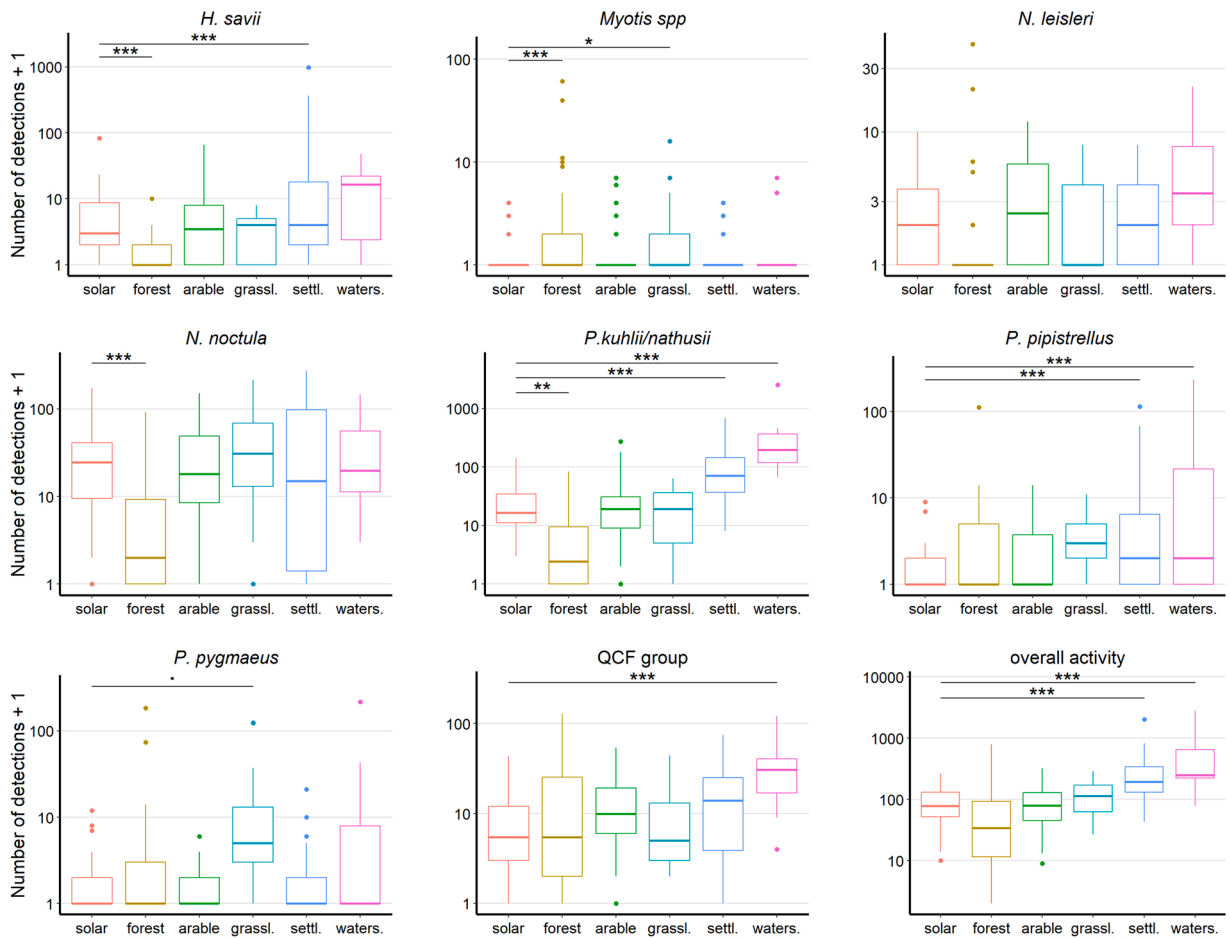 H. savii
Myotis spp
N. leisleri
Number of detections + 1
1000
100
10
1
***
***
solar forest arable grassl. settl. waters.
100
10
1
*
***
solar forest arable grassl. settl. waters.
30
10
3
1
solar forest arable grassl. settl. waters.
N. noctula
P.kuhlii/nathusii
P. pipistrellus
Number of detections + 1
100
10
1
***
solar forest arable grassl. settl. waters.
1000
100
10
1
***
***
**
solar forest arable grassl. settl. waters.
100
10
1
***
***
solar forest arable grassl. settl. waters.
P. pygmaeus
QCF group
overall activity
Number of detections + 1
100
10
1
.
solar forest arable grassl. settl. waters.
100
10
1
***
solar forest arable grassl. settl. waters.
10000
1000
100
10
***
***
solar forest arable grassl. settl. waters.